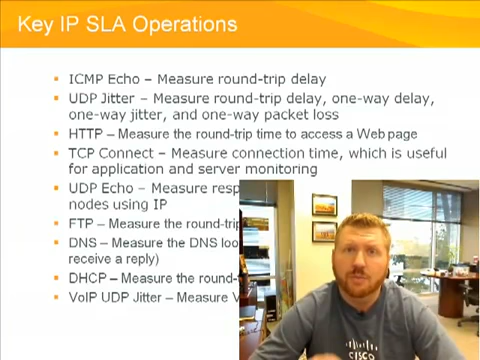 Key IP SLA Operations
ICMP Echo – Measure round-trip delay
UDP Jitter – Measure round-trip delay, one-way delay,
one-way jitter, and one-way packet loss
HTTP – Measure the round-trip time to access a Web page
TCP Connect – Measure connection time, which is useful
for application and server monitoring
UDP Echo – Measure resp
nodes using IP
FTP – Measure the round-trip
DNS – Measure the DNS loo
receive a reply)
DHCP – Measure the round-
VoIP UDP Jitter – Measure V
CISCO